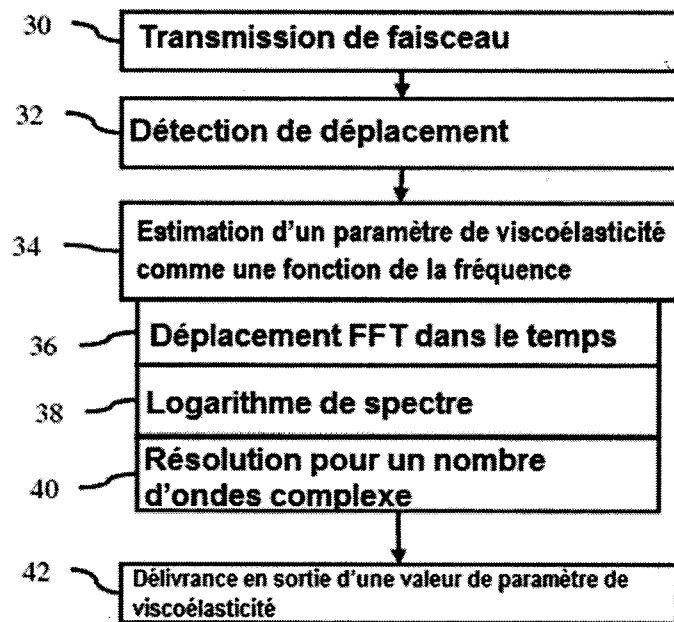 30 Transmission de faisceau
32 Détection de déplacement
34 Estimation d'un paramètre de viscoélasticité
comme une fonction de la fréquence
36 Déplacement FFT dans le temps
38 Logarithme de spectre
40 Résolution pour un nombre
d'ondes complexe
42 Délivrance en sortie d'une valeur de paramètre de
viscoélasticité